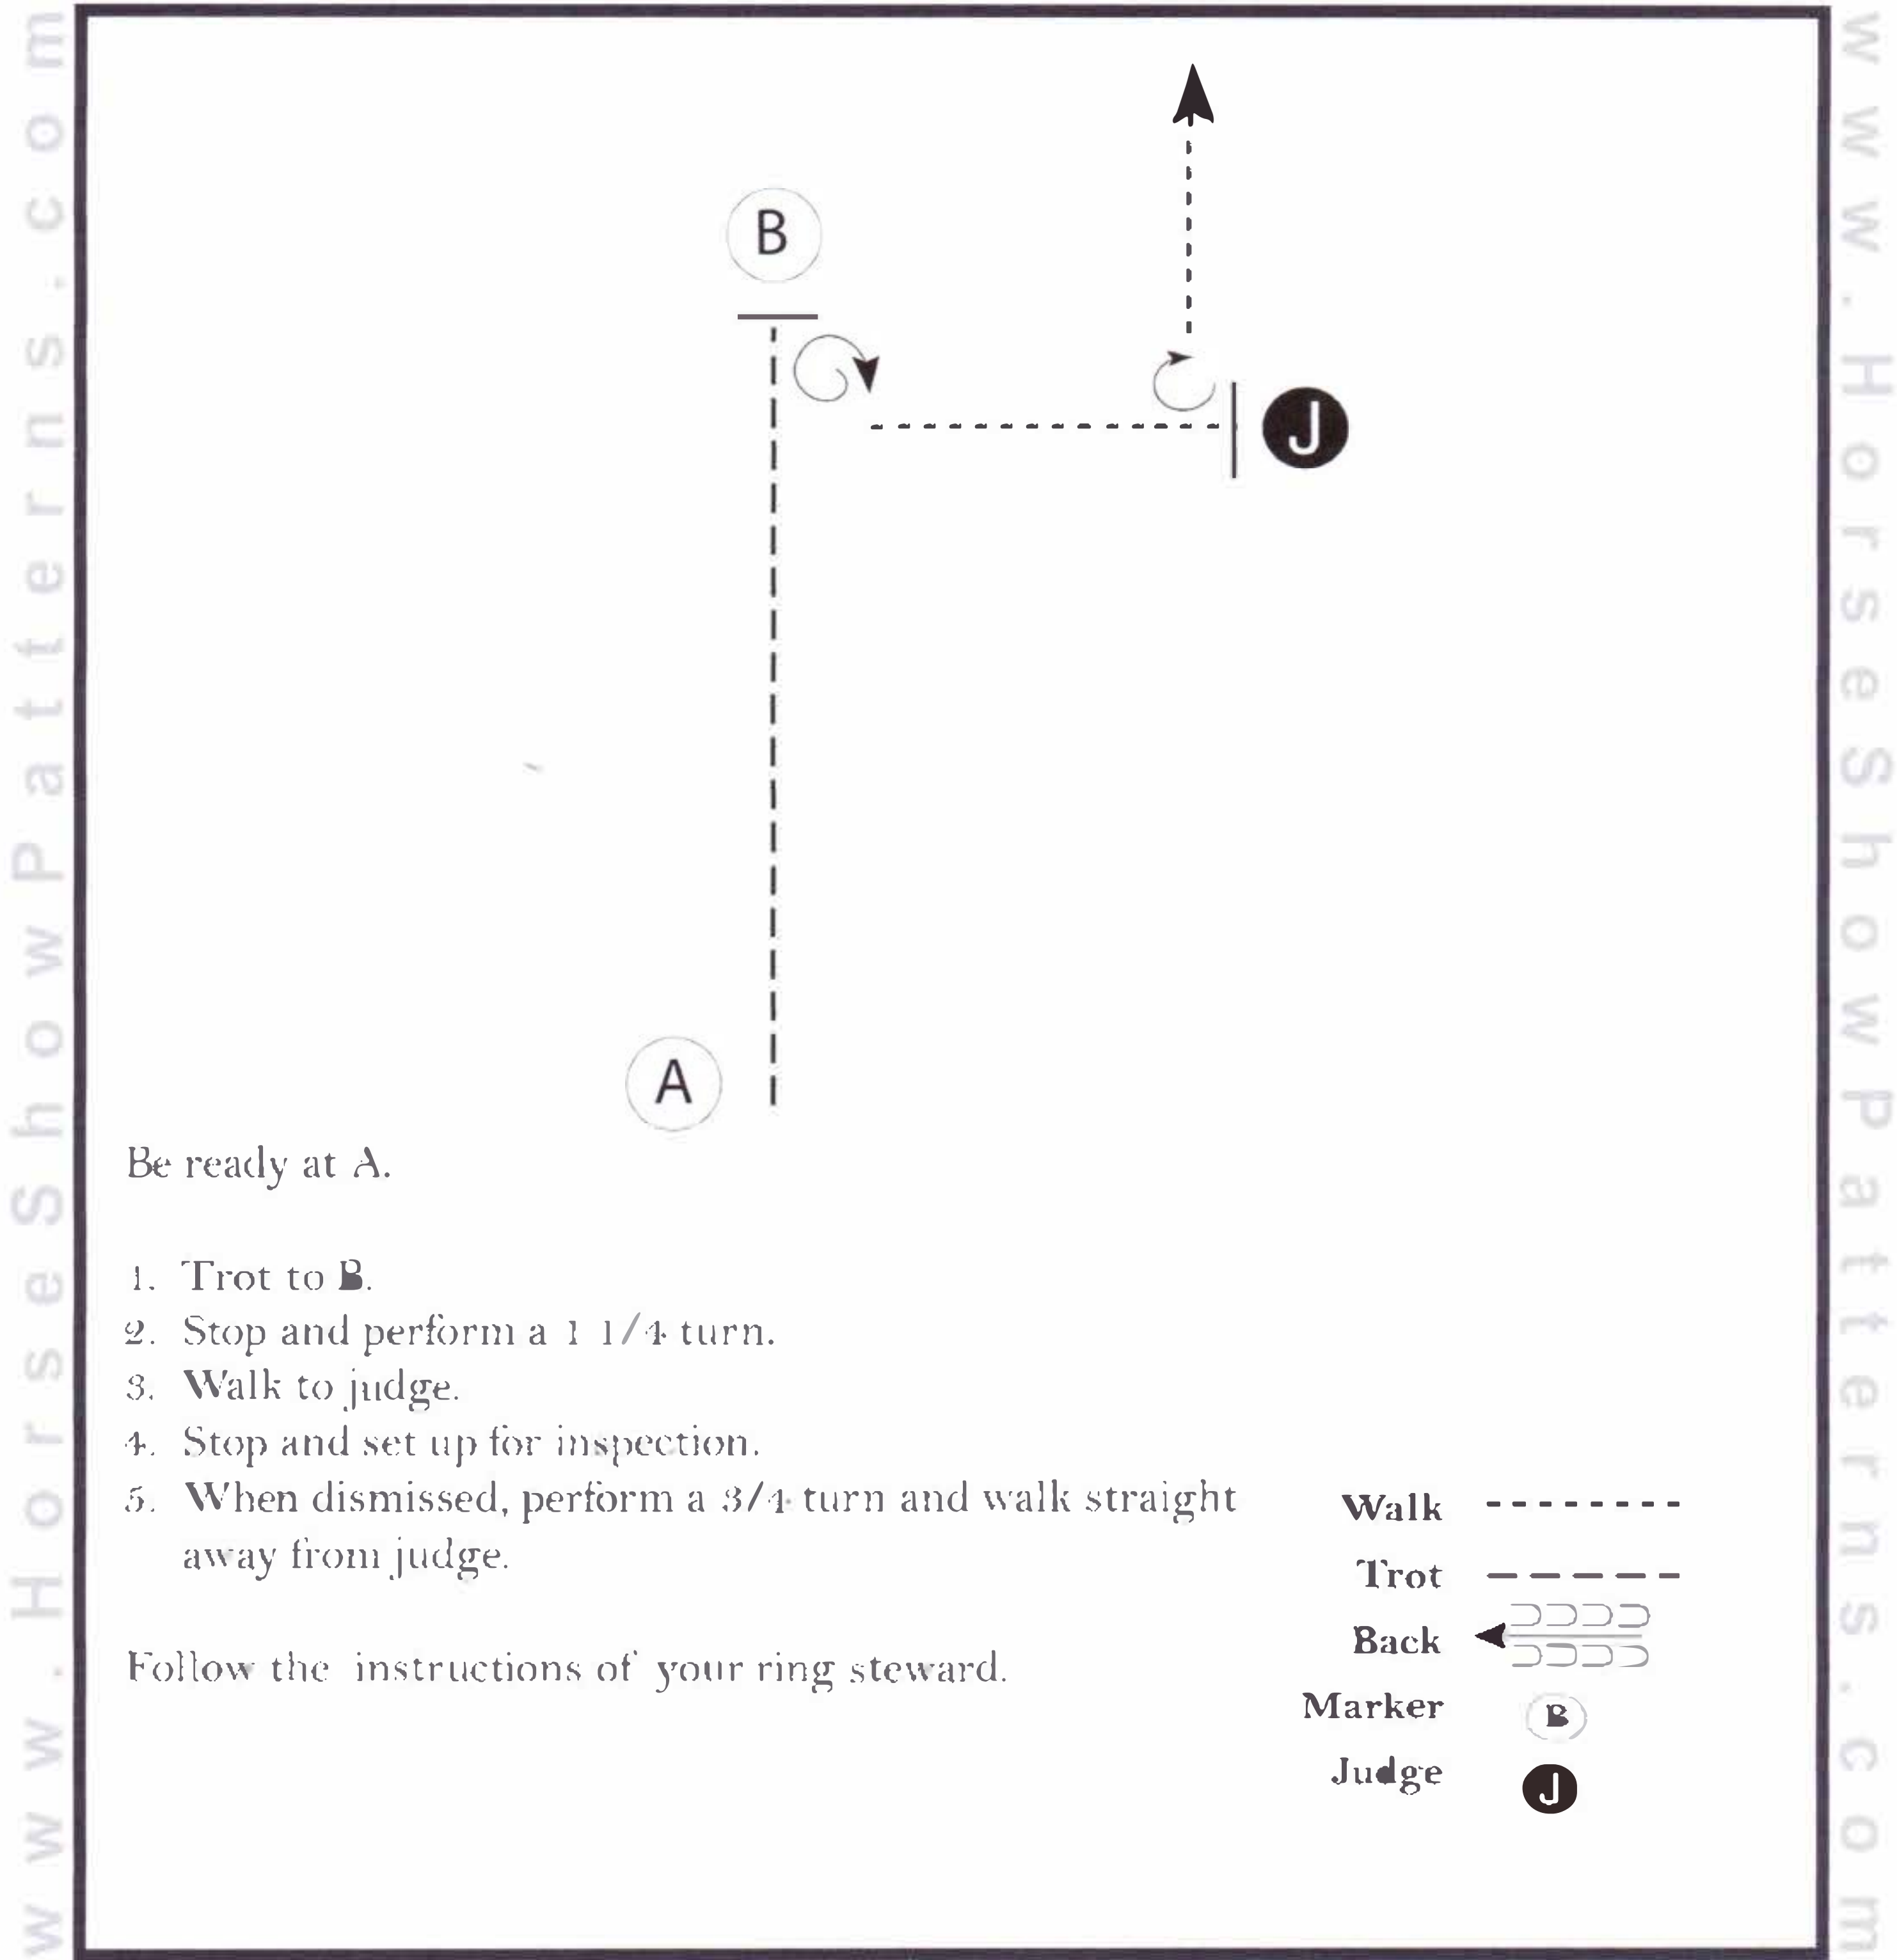 www.HorseShowPatterns.com
www.HorseShowPatterns.com
B
J
A
Be ready at A.
1. Trot to B.
2. Stop and perform a 1 1/4 turn.
3. Walk to judge.
4. Stop and set up for inspection.
5. When dismissed, perform a 3/4 turn and walk straight
away from judge.
Follow the instructions of your ring steward.
Walk
Trot
Back
Marker B
Judge J